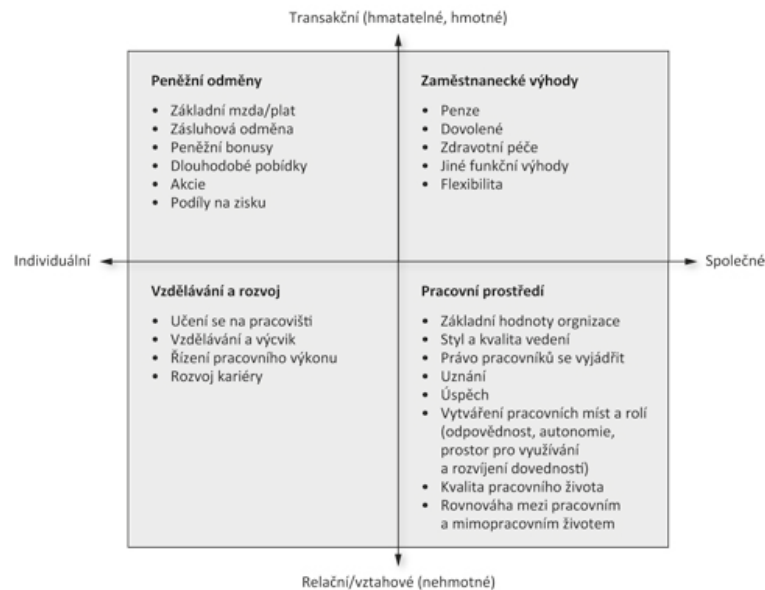 Transakční (hmatatelné, hmotné)
Peněžní odměny
• Základní mzda/plat
• Zásluhová odměna
• Peněžní bonusy
• Dlouhodobé pobídky
• Akcie
• Podíly na zisku
Zaměstnanecké výhody
• Penze
• Dovolené
• Zdravotní péče
• Jiné funkční výhody
• Flexibilita
Individuální
Společné
Vzdělávání a rozvoj
• Učení se na pracovišti
• Vzdělávání a výcvik
• Řízení pracovního výkonu
• Rozvoj kariéry
Pracovní prostředí
• Základní hodnoty orgnizace
• Styl a kvalita vedení
• Právo pracovníků se vyjádřit
• Uznání
• Úspěch
• Vytváření pracovních míst a rolí
(odpovědnost, autonomie,
prostor pro využívání
a rozvíjení dovedností)
• Kvalita pracovního života
• Rovnováha mezi pracovním
a mimopracovním životem
Relační/vztahové (nehmotné)